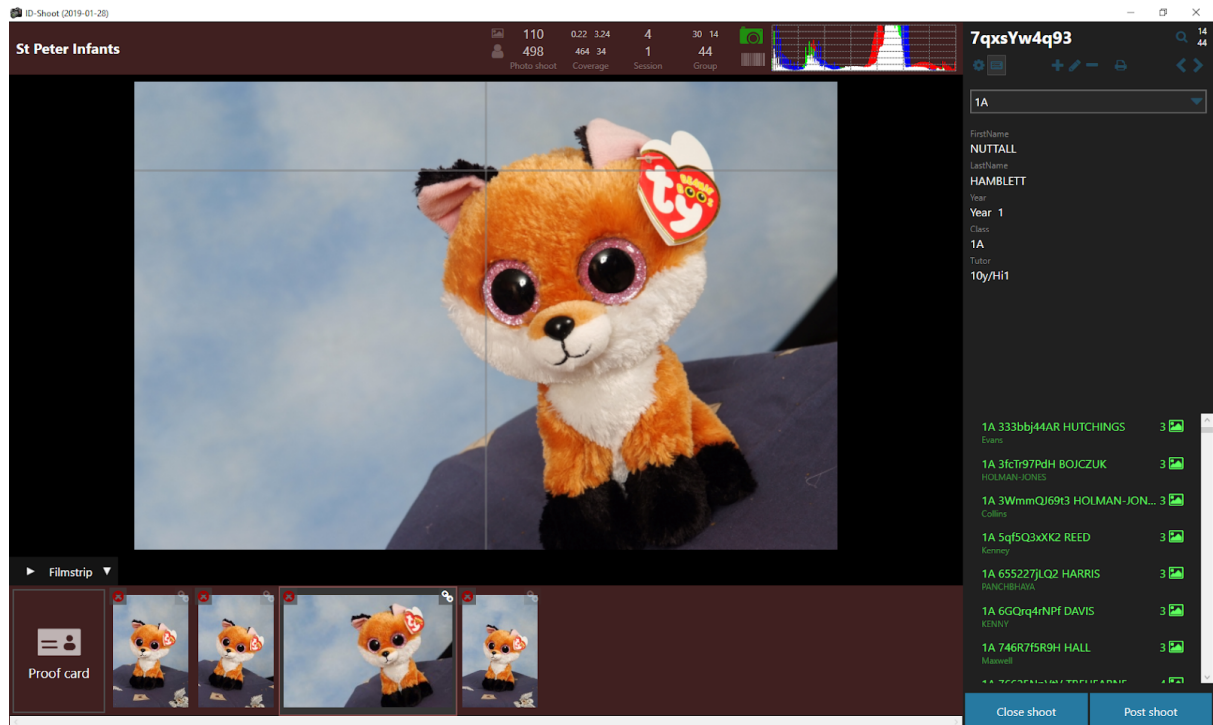 ID-Shoot (2019-01-28)
St Peter Infants
110 0.22 3.24 4 30 14
498 464 34 1 44
Photo shoot Coverage Session Group
7qxsYw4q93
14
44
1A
FirstName
NUTTALL
LastName
HAMBLETT
Year
Year 1
Class
1A
Tutor
10y/Hi1
ty
BOOS
1A 333bbj44AR HUTCHINGS 3
Evans
1A 3fcTr97PdH BOJCZUK 3
HOLMAN-JONES
1A 3WmmQJ69t3 HOLMAN-JON... 3
Collins
1A 5qf5Q3xXK2 REED 3
Kenney
1A 655227jLQ2 HARRIS 3
PANCHBHAYA
1A 6GQrq4rNPf DAVIS 3
KENNY
1A 746R7f5R9H HALL 3
Maxwell
Filmstrip
Proof card
Close shoot
Post shoot